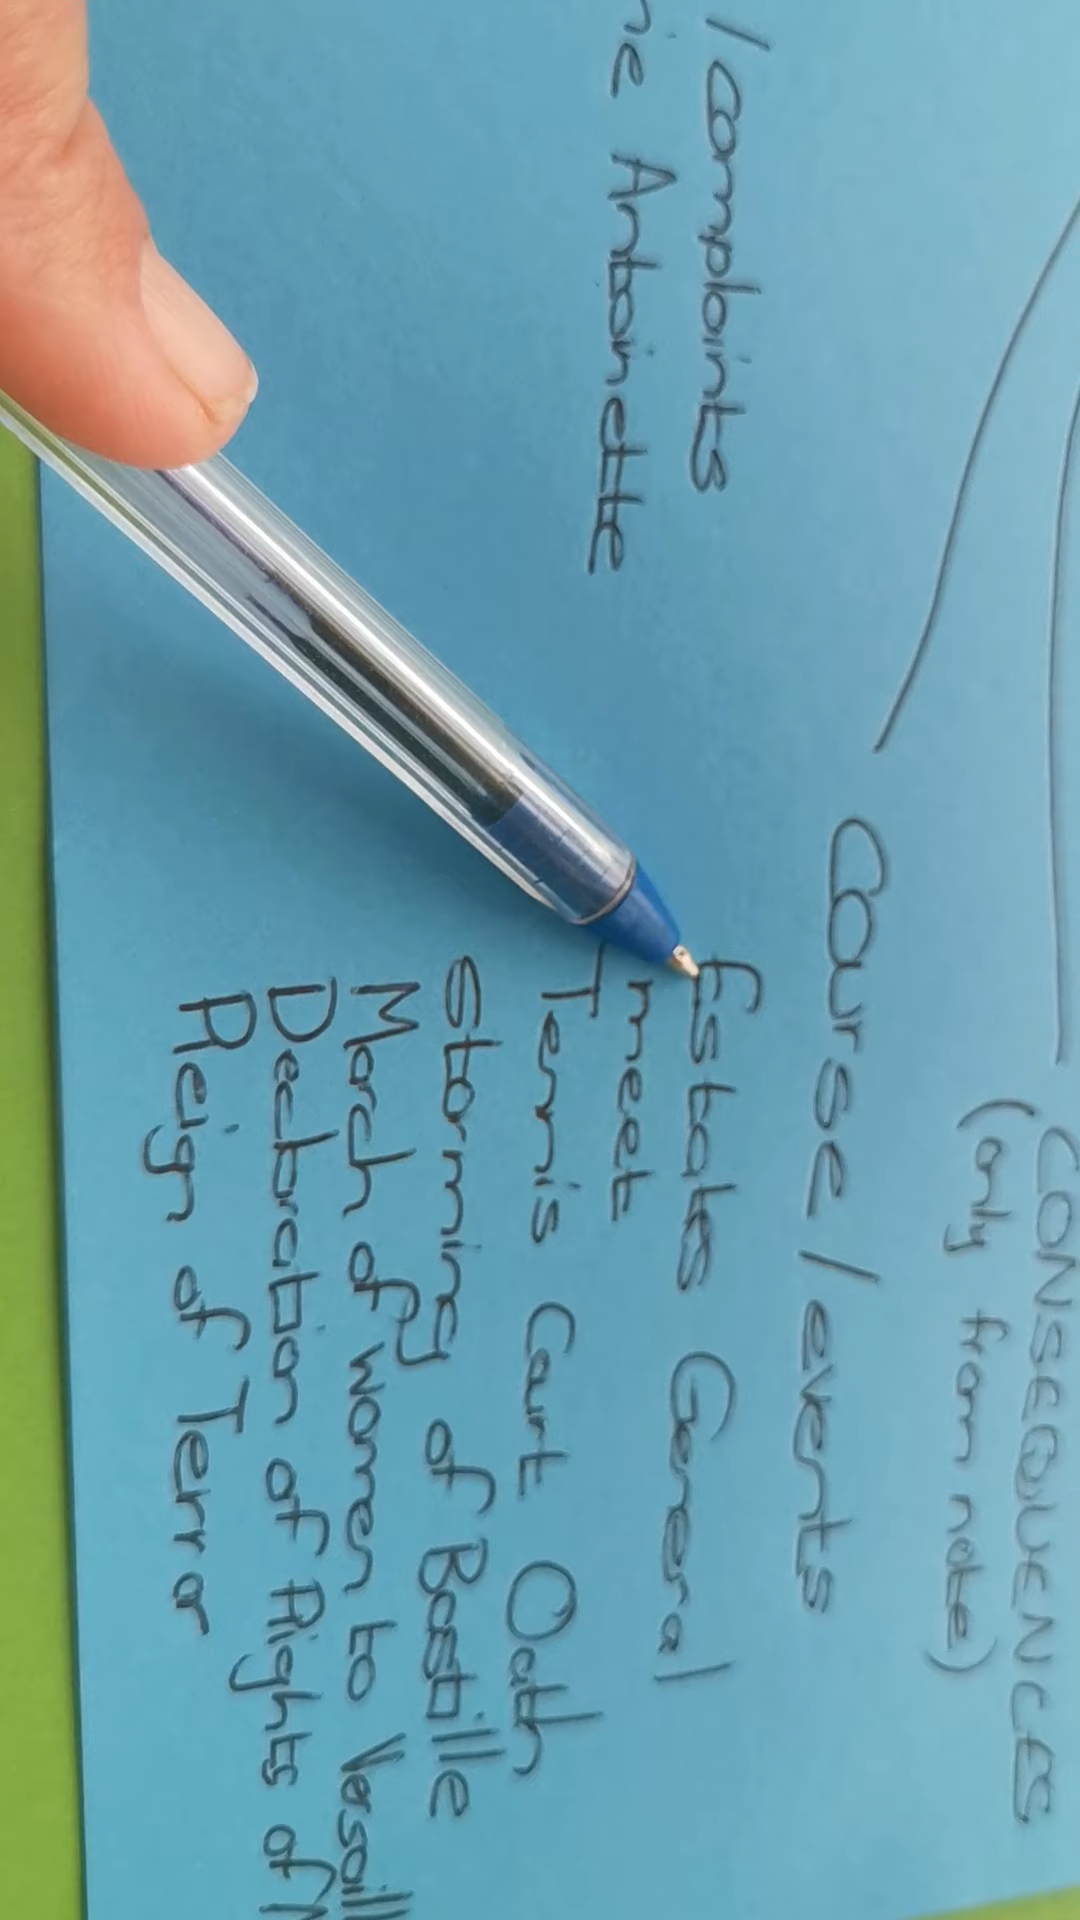 / complaints
Antoinette
Course / events
Estates General
meet
Tennis Court Oath
storming of Bastille
March of women to Versaill
Declaration of Rights of
Reign of Terror
CONSEQUENCES
(only from note)